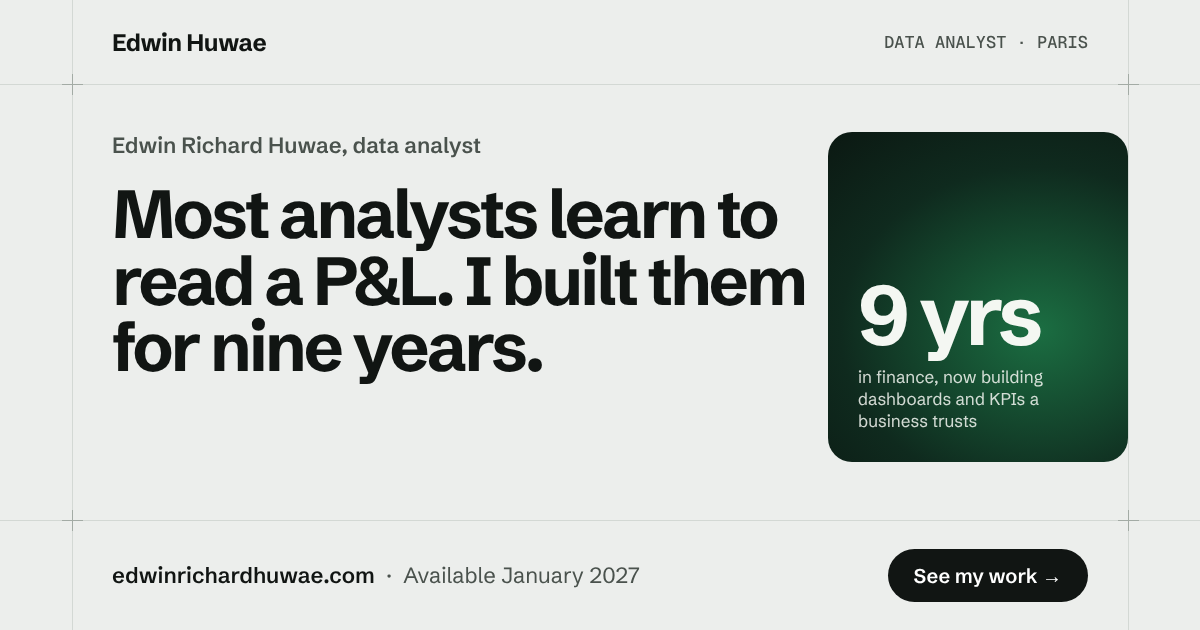 Edwin Huwae
DATA ANALYST · PARIS
Edwin Richard Huwae, data analyst
Most analysts learn to
read a P&L. I built them
for nine years.
9 yrs
in finance, now building
dashboards and KPIs a
business trusts
edwinrichardhuwae.com · Available January 2027
See my work →